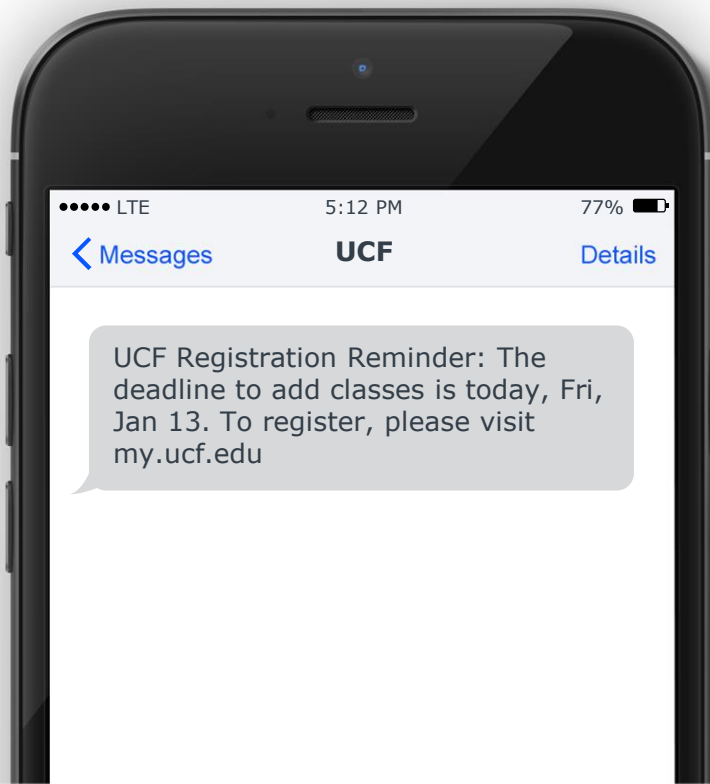 ●●●●● LTE 5:12 PM 77%
Messages UCF Details
UCF Registration Reminder: The
deadline to add classes is today, Fri,
Jan 13. To register, please visit
my.ucf.edu